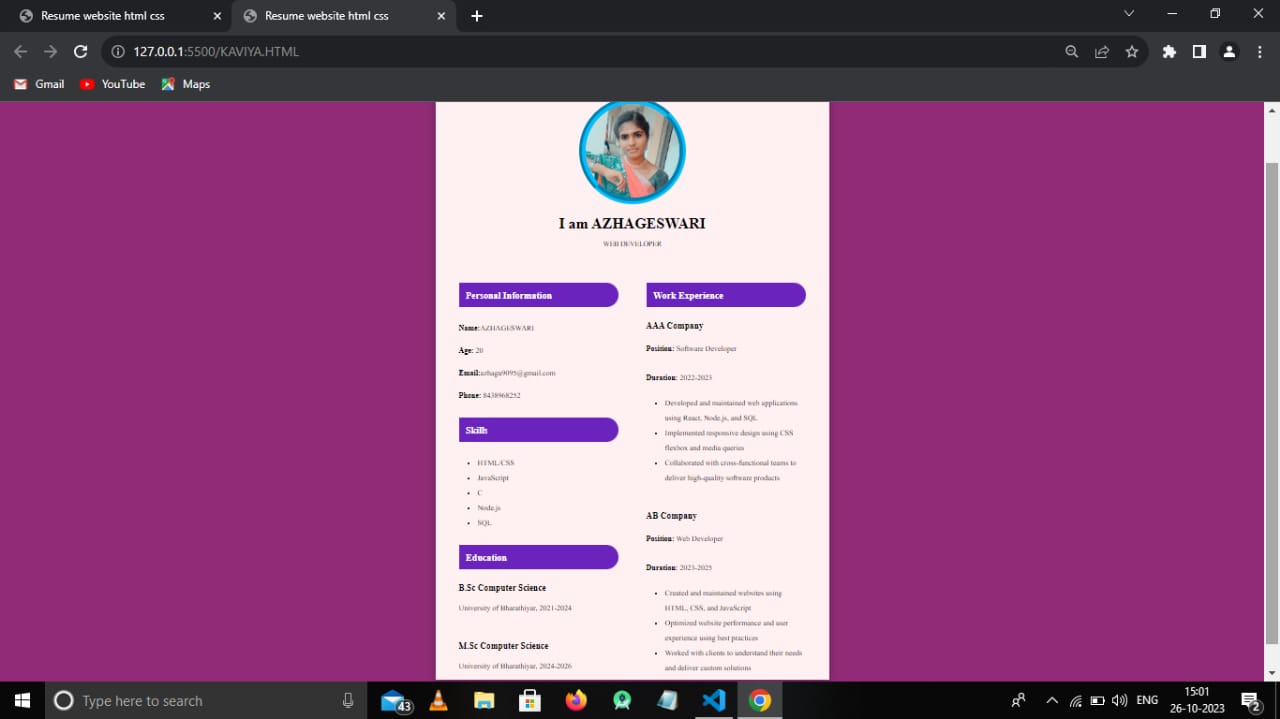 Resume website html css
Resume website html css
127.0.0.1:5500/KAVIYA.HTML
Gmail
YouTube
Maps
I am AZHAGESWARI
WEB DEVELOPER
Personal Information
Name:AZHAGESWARI
Age: 20
Email:azhagu9095@gmail.com
Phone: 8438968252
Skills
HTML/CSS
JavaScript
C
Node.js
SQL
Education
B.Sc Computer Science
University of Bharathiyar, 2021-2024
M.Sc Computer Science
University of Bharathiyar, 2024-2026
Work Experience
AAA Company
Position: Software Developer
Duration: 2022-2023
Developed and maintained web applications
using React, Node.js, and SQL
Implemented responsive design using CSS
flexbox and media queries
Collaborated with cross-functional teams to
deliver high-quality software products
AB Company
Position: Web Developer
Duration: 2023-2025
Created and maintained websites using
HTML, CSS, and JavaScript
Optimized website performance and user
experience using best practices
Worked with clients to understand their needs
and deliver custom solutions
Type here to search
43
ENG
20:01
26-10-2023
2